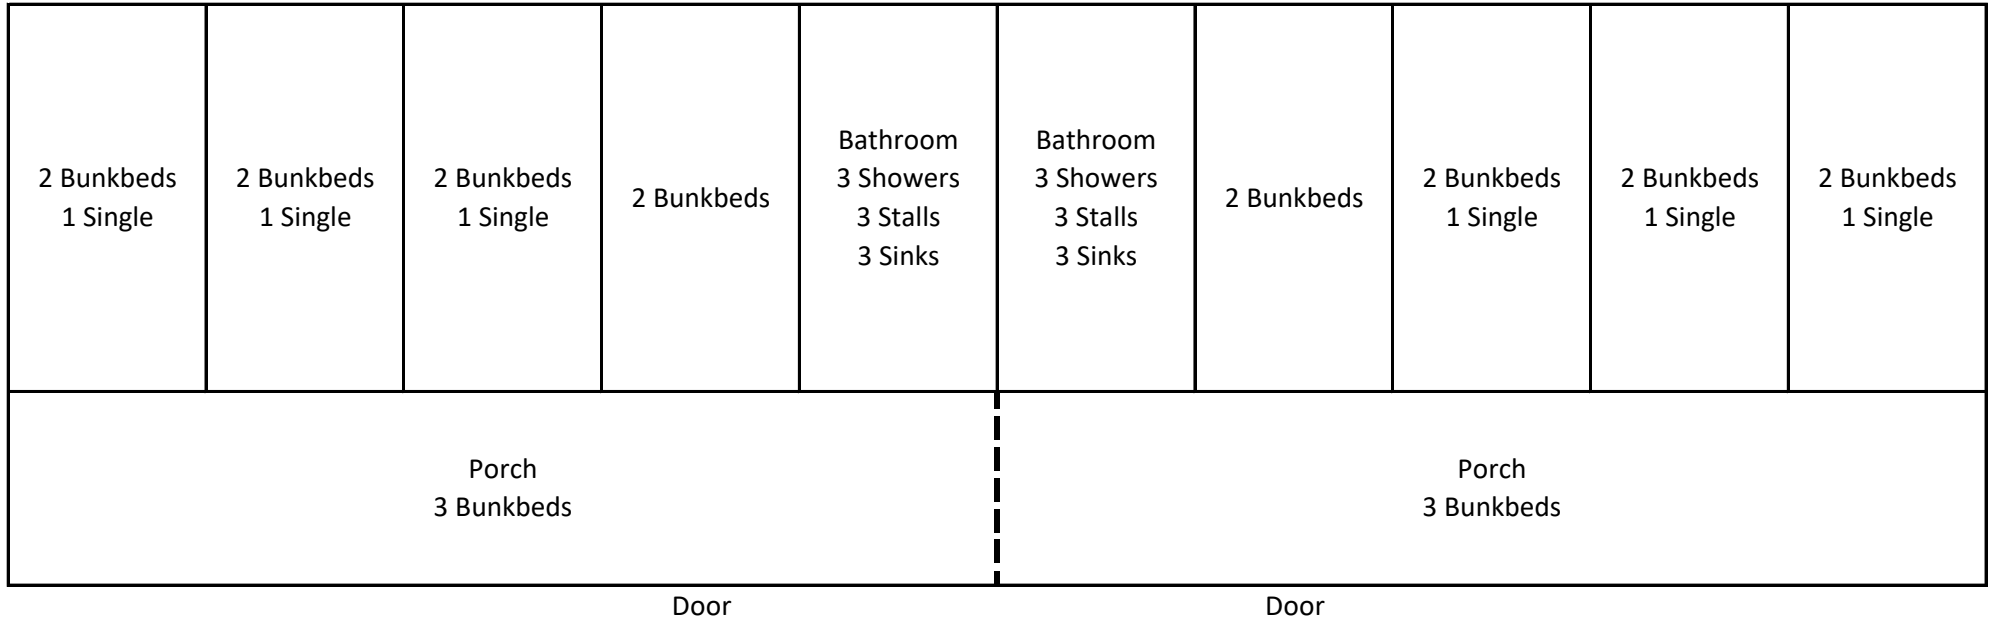 2 Bunkbeds
1 Single
2 Bunkbeds
1 Single
2 Bunkbeds
1 Single
2 Bunkbeds
Bathroom
3 Showers
3 Stalls
3 Sinks
Bathroom
3 Showers
3 Stalls
3 Sinks
2 Bunkbeds
2 Bunkbeds
1 Single
2 Bunkbeds
1 Single
2 Bunkbeds
1 Single
Porch
3 Bunkbeds
Porch
3 Bunkbeds
Door
Door